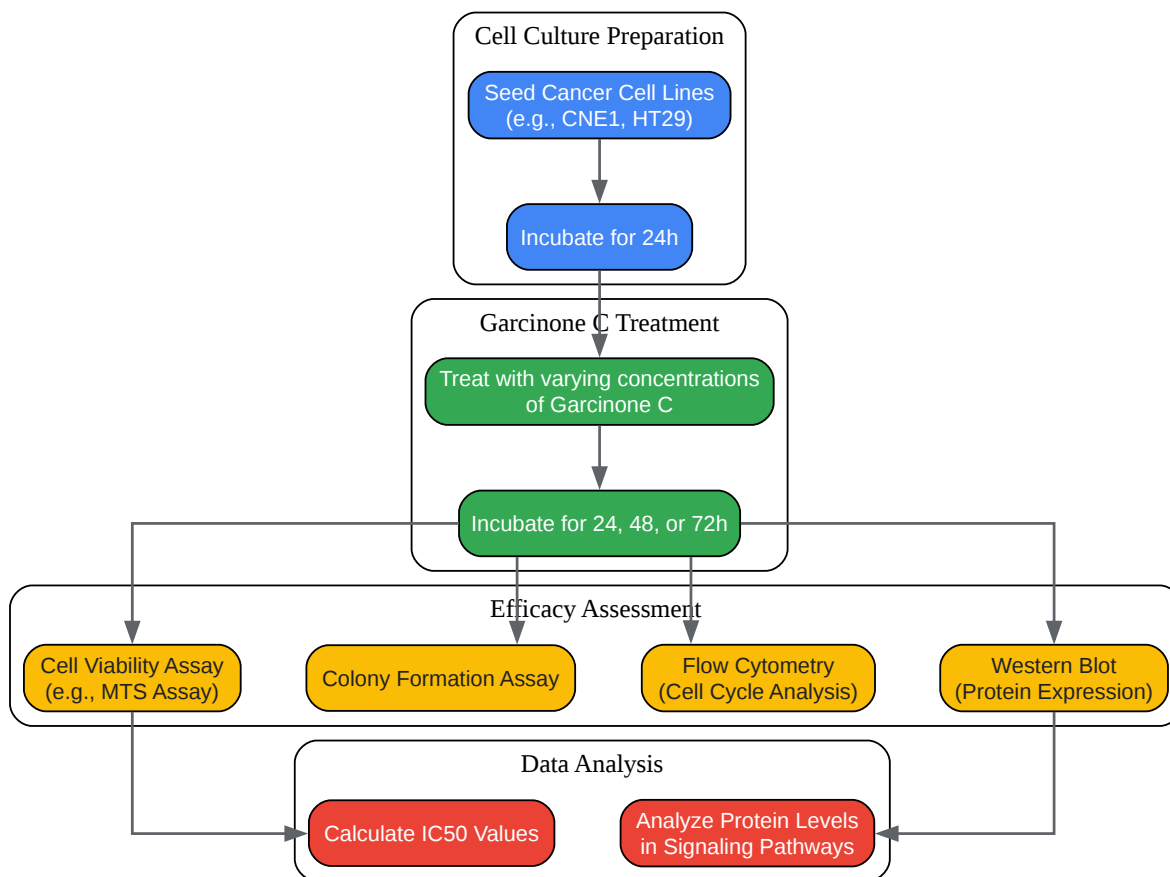 Cell Culture Preparation
Seed Cancer Cell Lines
(e.g., CNE1, HT29)
Incubate for 24h
Garcinone C Treatment
Treat with varying concentrations
of Garcinone C
Incubate for 24, 48, or 72h
Efficacy Assessment
Cell Viability Assay
(e.g., MTS Assay)
Colony Formation Assay
Flow Cytometry
(Cell Cycle Analysis)
Western Blot
(Protein Expression)
Data Analysis
Calculate IC50 Values
Analyze Protein Levels
in Signaling Pathways